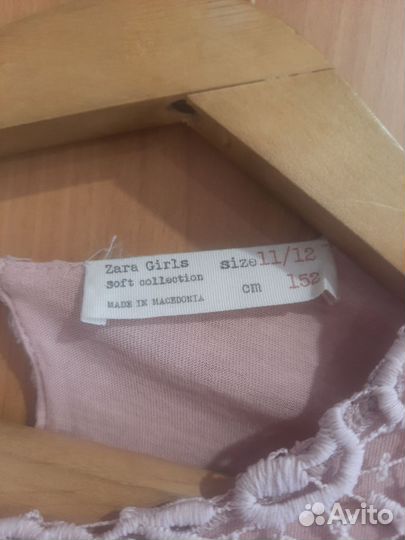 Zara Girls size 11/12
soft collection cm 152
MADE IN MACEDONIA
Avito